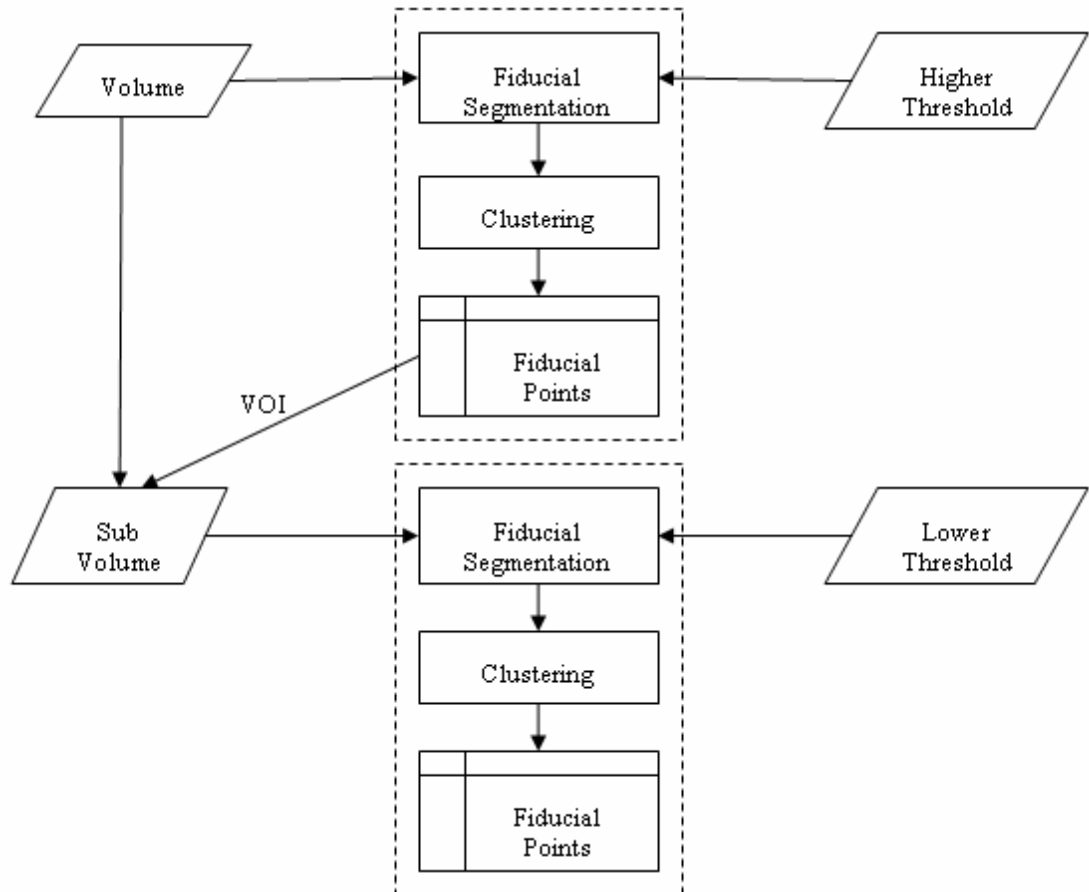 Volume
Fiducial
Segmentation
Higher
Threshold
Clustering
Fiducial
Points
VOI
Sub
Volume
Fiducial
Segmentation
Lower
Threshold
Clustering
Fiducial
Points